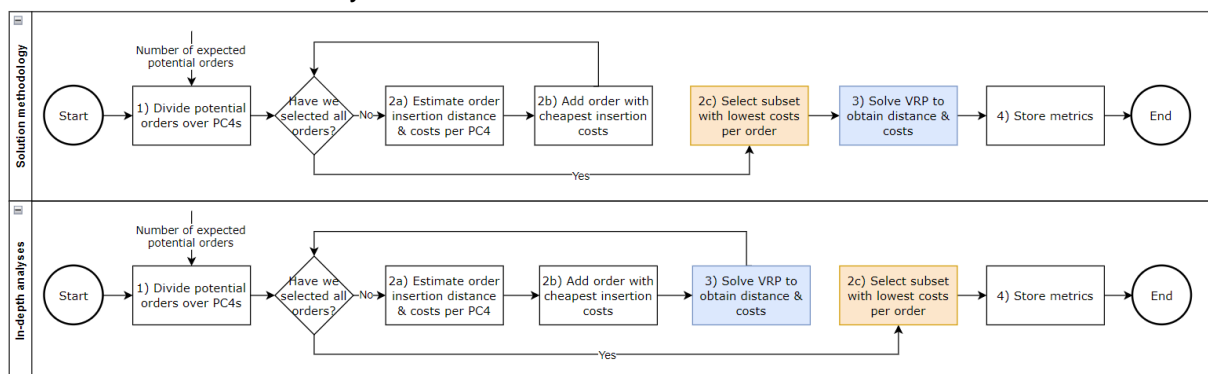 Solution methodology
Number of expected
potential orders
Start
1) Divide potential
orders over PC4s
Have we
selected all
orders?
No
2a) Estimate order
insertion distance
& costs per PC4
2b) Add order with
cheapest insertion
costs
2c) Select subset
with lowest costs
per order
3) Solve VRP to
obtain distance &
costs
4) Store metrics
End
Yes
In-depth analyses
Number of expected
potential orders
Start
1) Divide potential
orders over PC4s
Have we
selected all
orders?
No
2a) Estimate order
insertion distance
& costs per PC4
2b) Add order with
cheapest insertion
costs
3) Solve VRP to
obtain distance &
costs
2c) Select subset
with lowest costs
per order
4) Store metrics
End
Yes